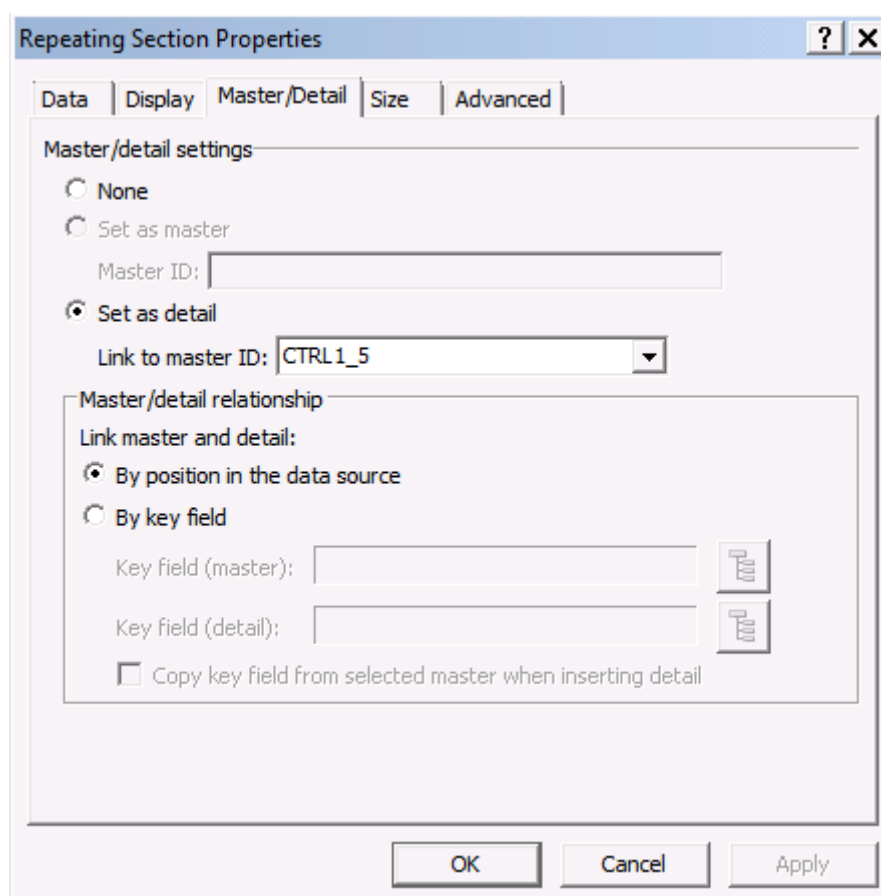 Repeating Section Properties
Data Display Master/Detail Size Advanced
Master/detail settings
None
Set as master
Master ID:
Set as detail
Link to master ID: CTRL1_5
Master/detail relationship
Link master and detail:
By position in the data source
By key field
Key field (master):
Key field (detail):
Copy key field from selected master when inserting detail
OK Cancel Apply